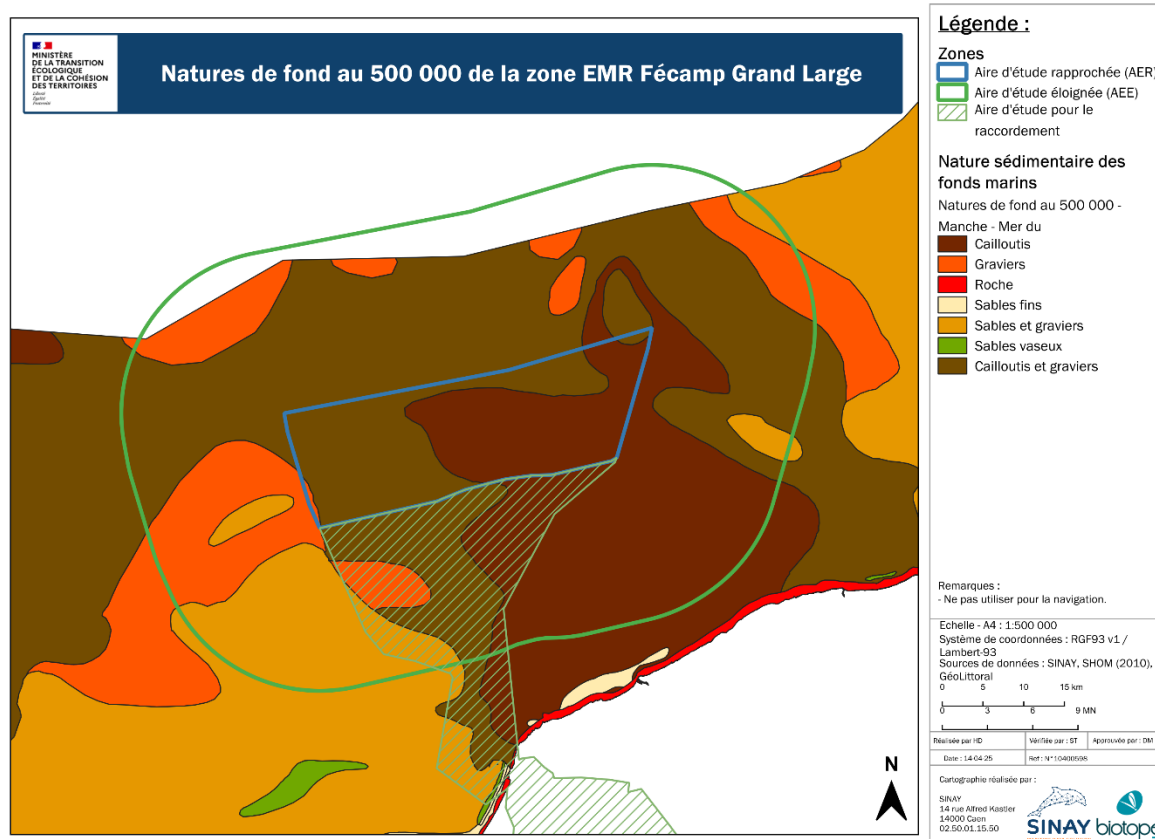 MINISTÈRE
DE LA TRANSITION
ÉCOLOGIQUE
ET DE LA COHÉSION
DES TERRITOIRES
Liberté
Égalité
Fraternité
Natures de fond au 500 000 de la zone EMR Fécamp Grand Large
N
Légende :
Zones
Aire d'étude rapprochée (AER)
Aire d'étude éloignée (AEE)
Aire d'étude pour le
raccordement
Nature sédimentaire des
fonds marins
Natures de fond au 500 000 -
Manche - Mer du
Cailloutis
Graviers
Roche
Sables fins
Sables et graviers
Sables vaseux
Cailloutis et graviers
Remarques :
- Ne pas utiliser pour la navigation.
Echelle - A4 : 1:500 000
Système de coordonnées : RGF93 v1 /
Lambert-93
Sources de données : SINAY, SHOM (2010),
GéoLittoral
0 5 10 15 km
0 3 6 9 MN
Réalisée par HD Vérifiée par : ST Approuvée par : DM
Date : 14-04-25 Ref : N°10400598
Cartographie réalisée par :
SINAY
14 rue Alfred Kastler
14000 Caen
02.50.01.15.50
SINAY biotope